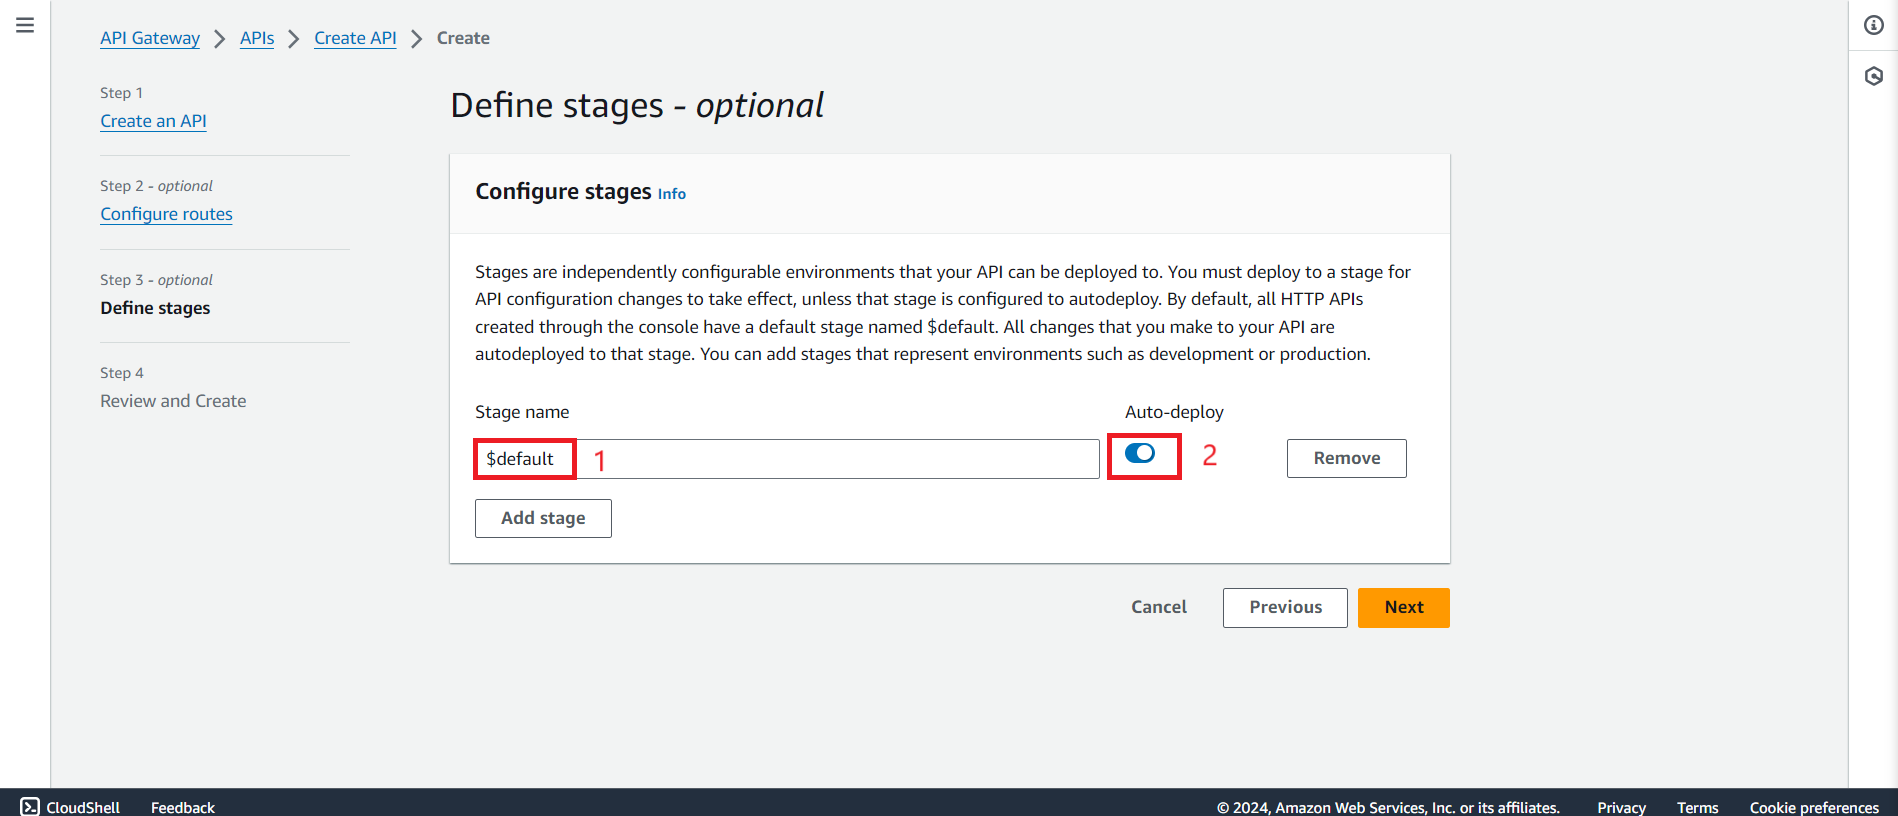 API Gateway > APIs > Create API > Create
Step 1
Create an API
Step 2 - optional
Configure routes
Step 3 - optional
Define stages
Step 4
Review and Create
Define stages - optional
Configure stages Info
Stages are independently configurable environments that your API can be deployed to. You must deploy to a stage for
API configuration changes to take effect, unless that stage is configured to autodeploy. By default, all HTTP APIs
created through the console have a default stage named $default. All changes that you make to your API are
autodeployed to that stage. You can add stages that represent environments such as development or production.
Stage name Auto-deploy
$default 1 2 Remove
Add stage
Cancel Previous Next
CloudShell Feedback © 2024, Amazon Web Services, Inc. or its affiliates. Privacy Terms Cookie preferences